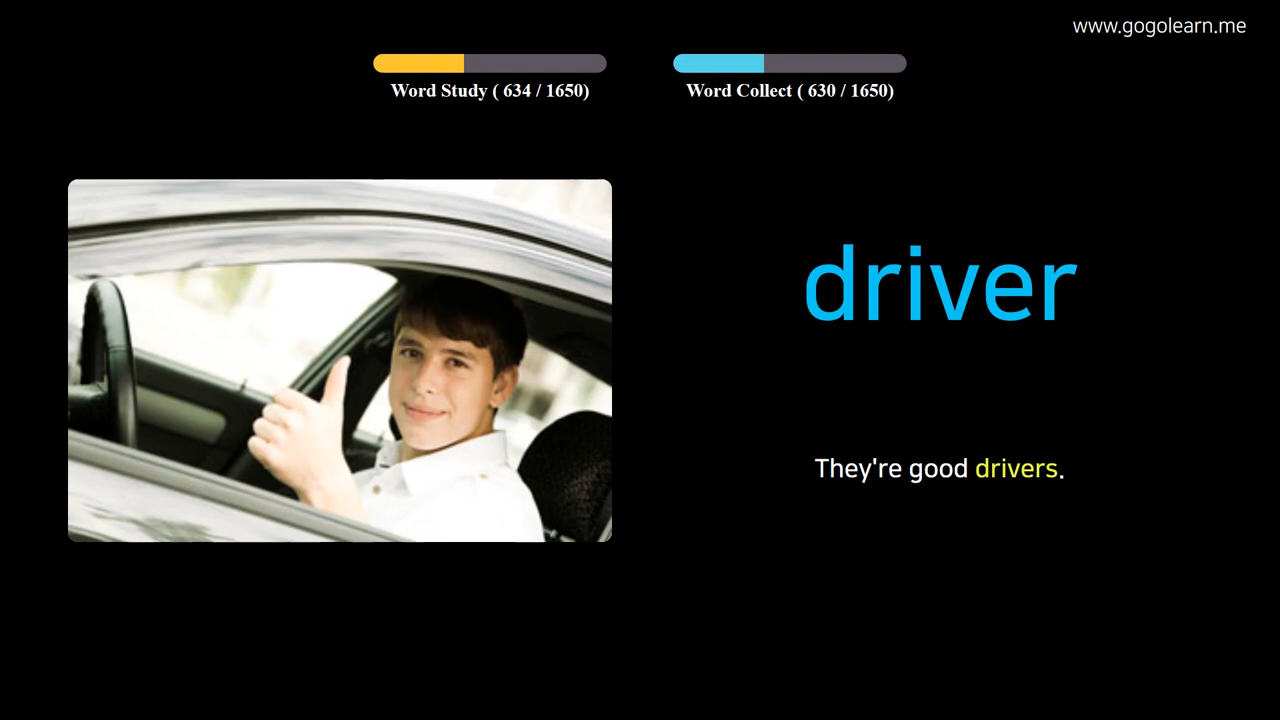 www.gogolearn.me
Word Study ( 634 / 1650)
Word Collect ( 630 / 1650)
driver
They're good drivers.